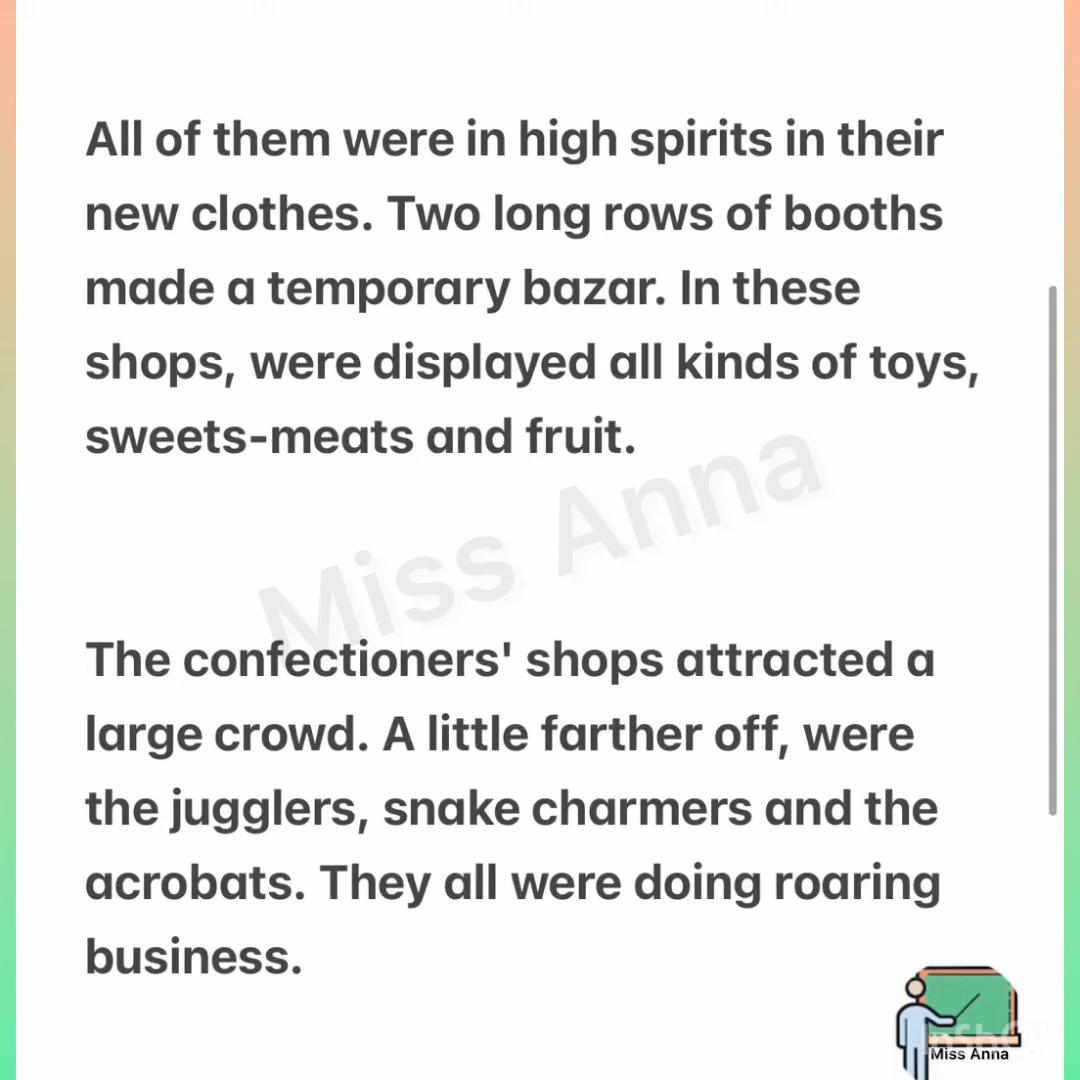 All of them were in high spirits in their
new clothes. Two long rows of booths
made a temporary bazar. In these
shops, were displayed all kinds of toys,
sweets-meats and fruit.
Miss Anna
The confectioners' shops attracted a
large crowd. A little farther off, were
the jugglers, snake charmers and the
acrobats. They all were doing roaring
business.
Miss Anna